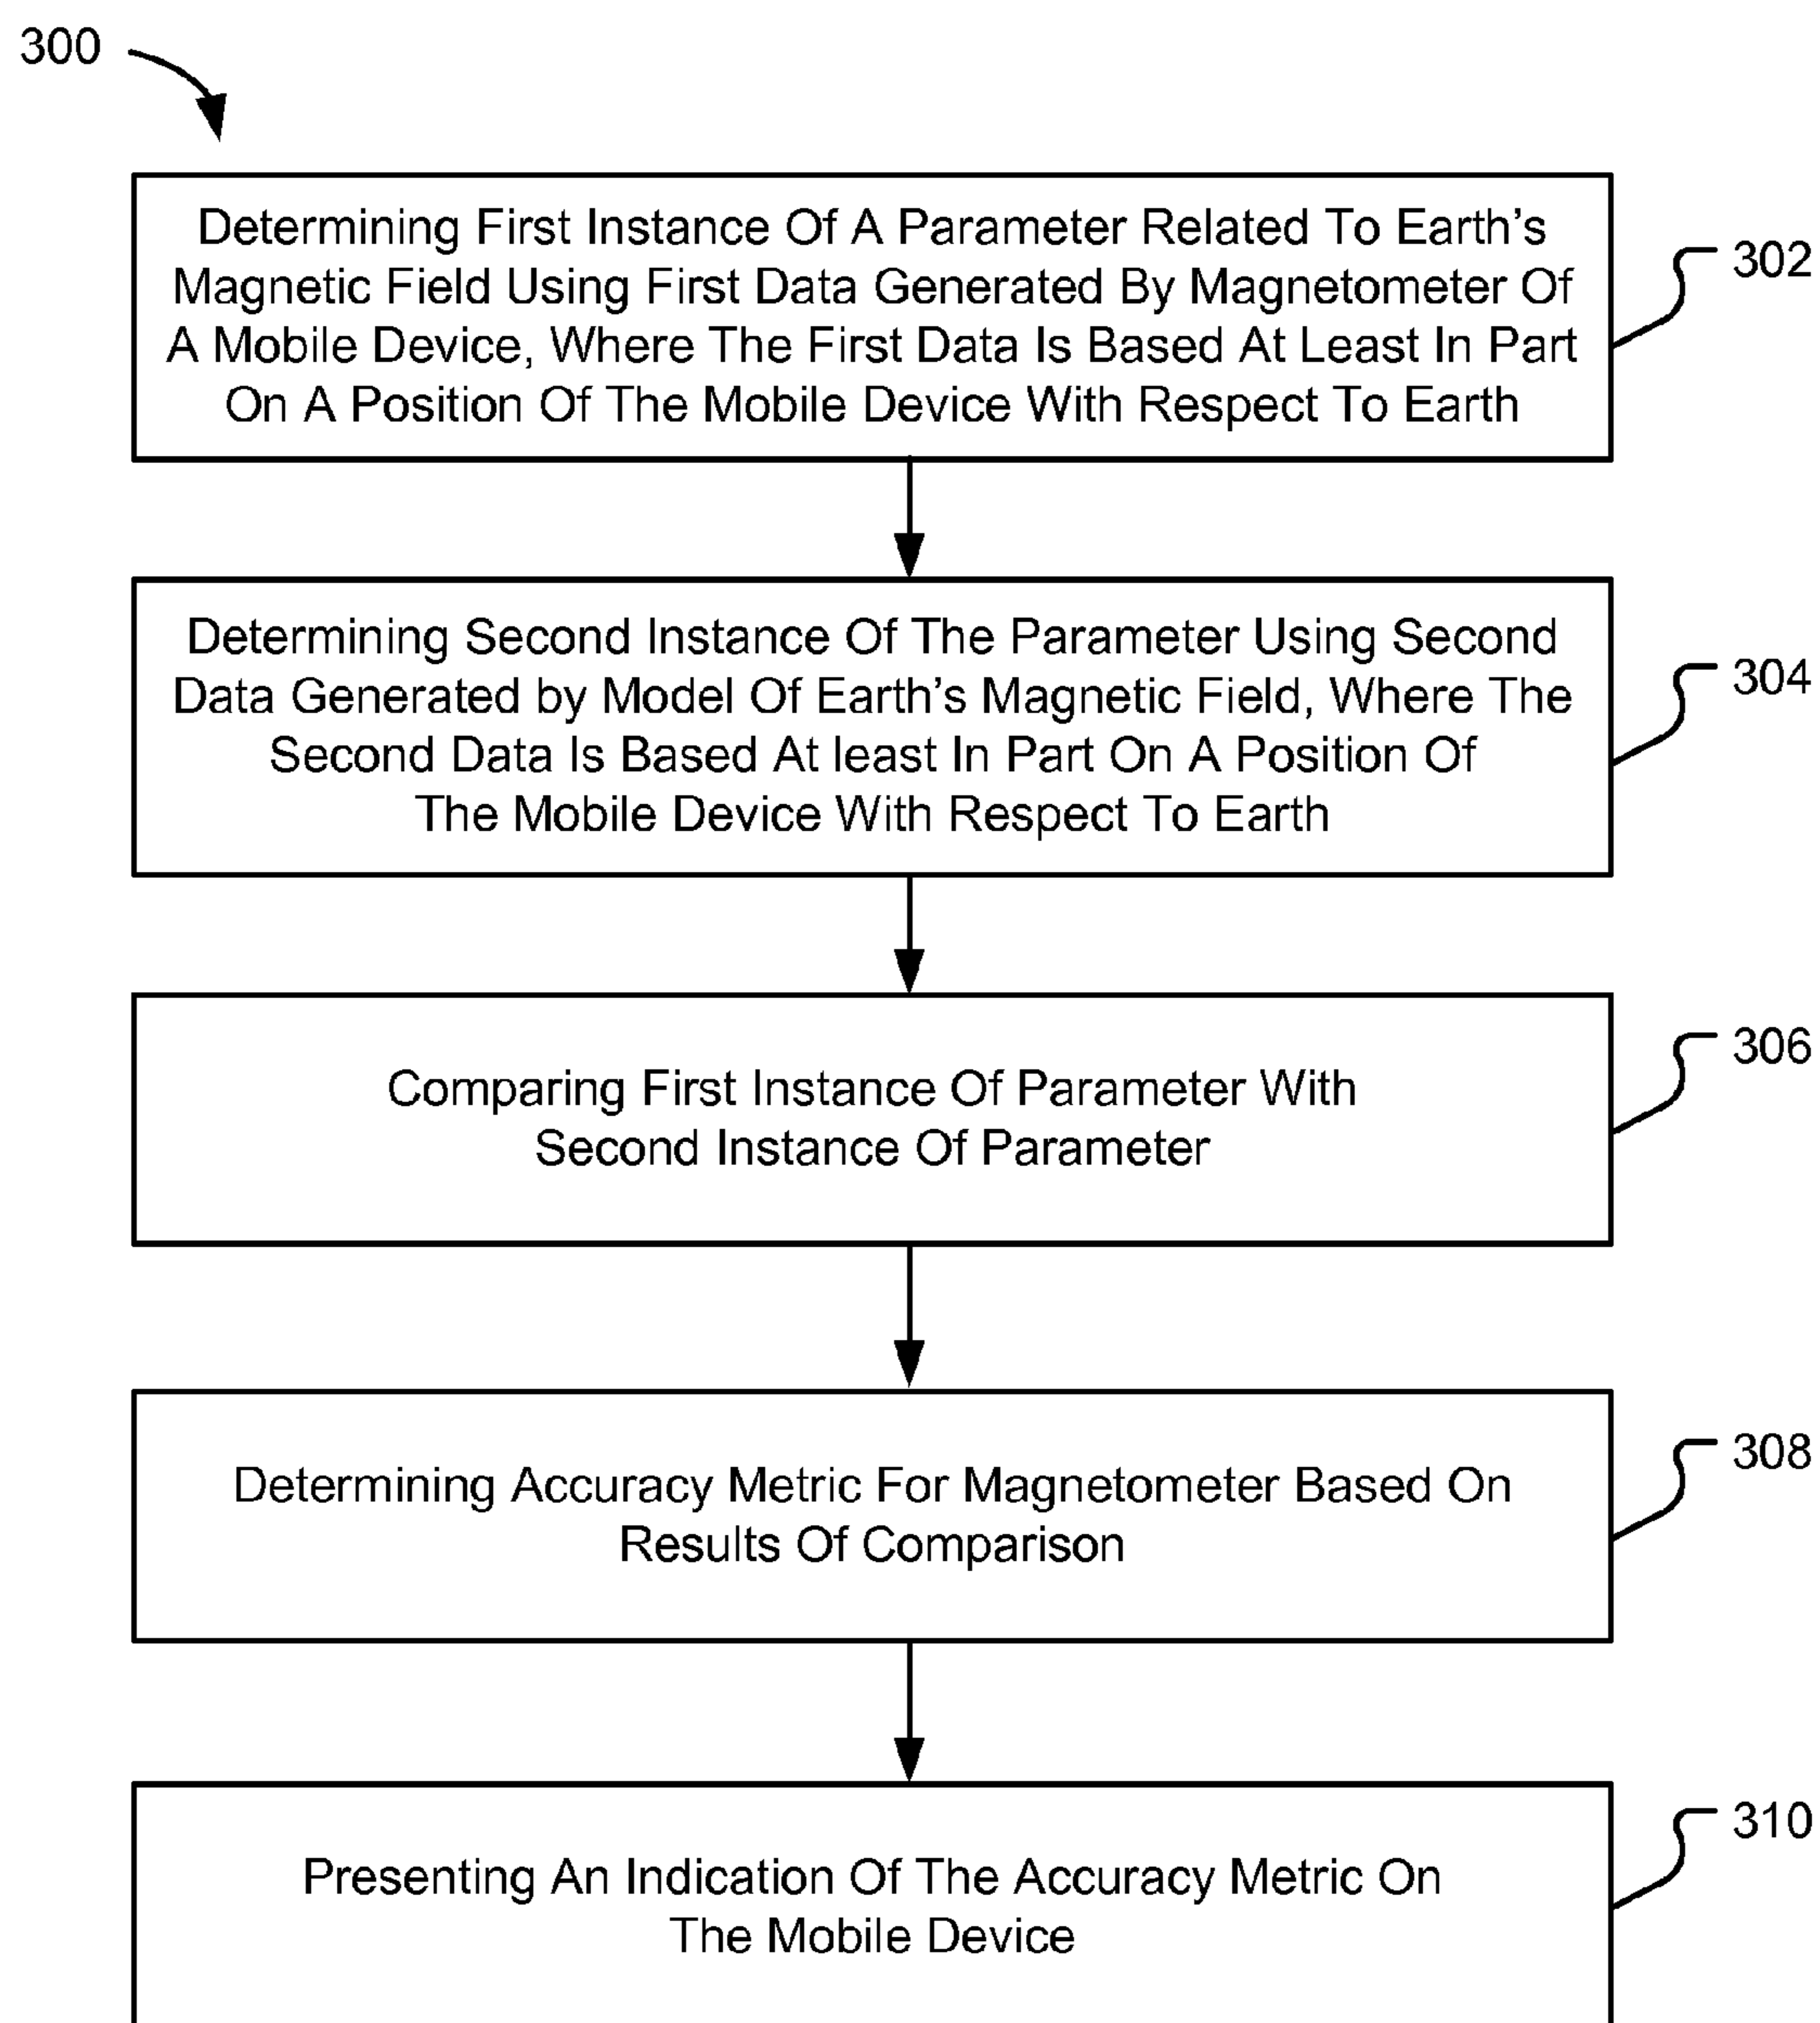 300
Determining First Instance Of A Parameter Related To Earth's
Magnetic Field Using First Data Generated By Magnetometer Of
A Mobile Device, Where The First Data Is Based At Least In Part
On A Position Of The Mobile Device With Respect To Earth
302
Determining Second Instance Of The Parameter Using Second
Data Generated by Model Of Earth's Magnetic Field, Where The
Second Data Is Based At least In Part On A Position Of
The Mobile Device With Respect To Earth
304
Comparing First Instance Of Parameter With
Second Instance Of Parameter
306
Determining Accuracy Metric For Magnetometer Based On
Results Of Comparison
308
Presenting An Indication Of The Accuracy Metric On
The Mobile Device
310